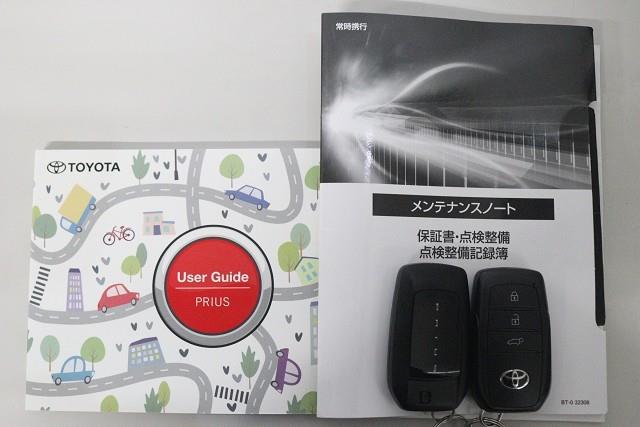 TOYOTA
User Guide
PRIUS
常時携行
メンテナンスノート
保証書・点検整備
点検整備記録簿
PRIUS
BT-0 32308